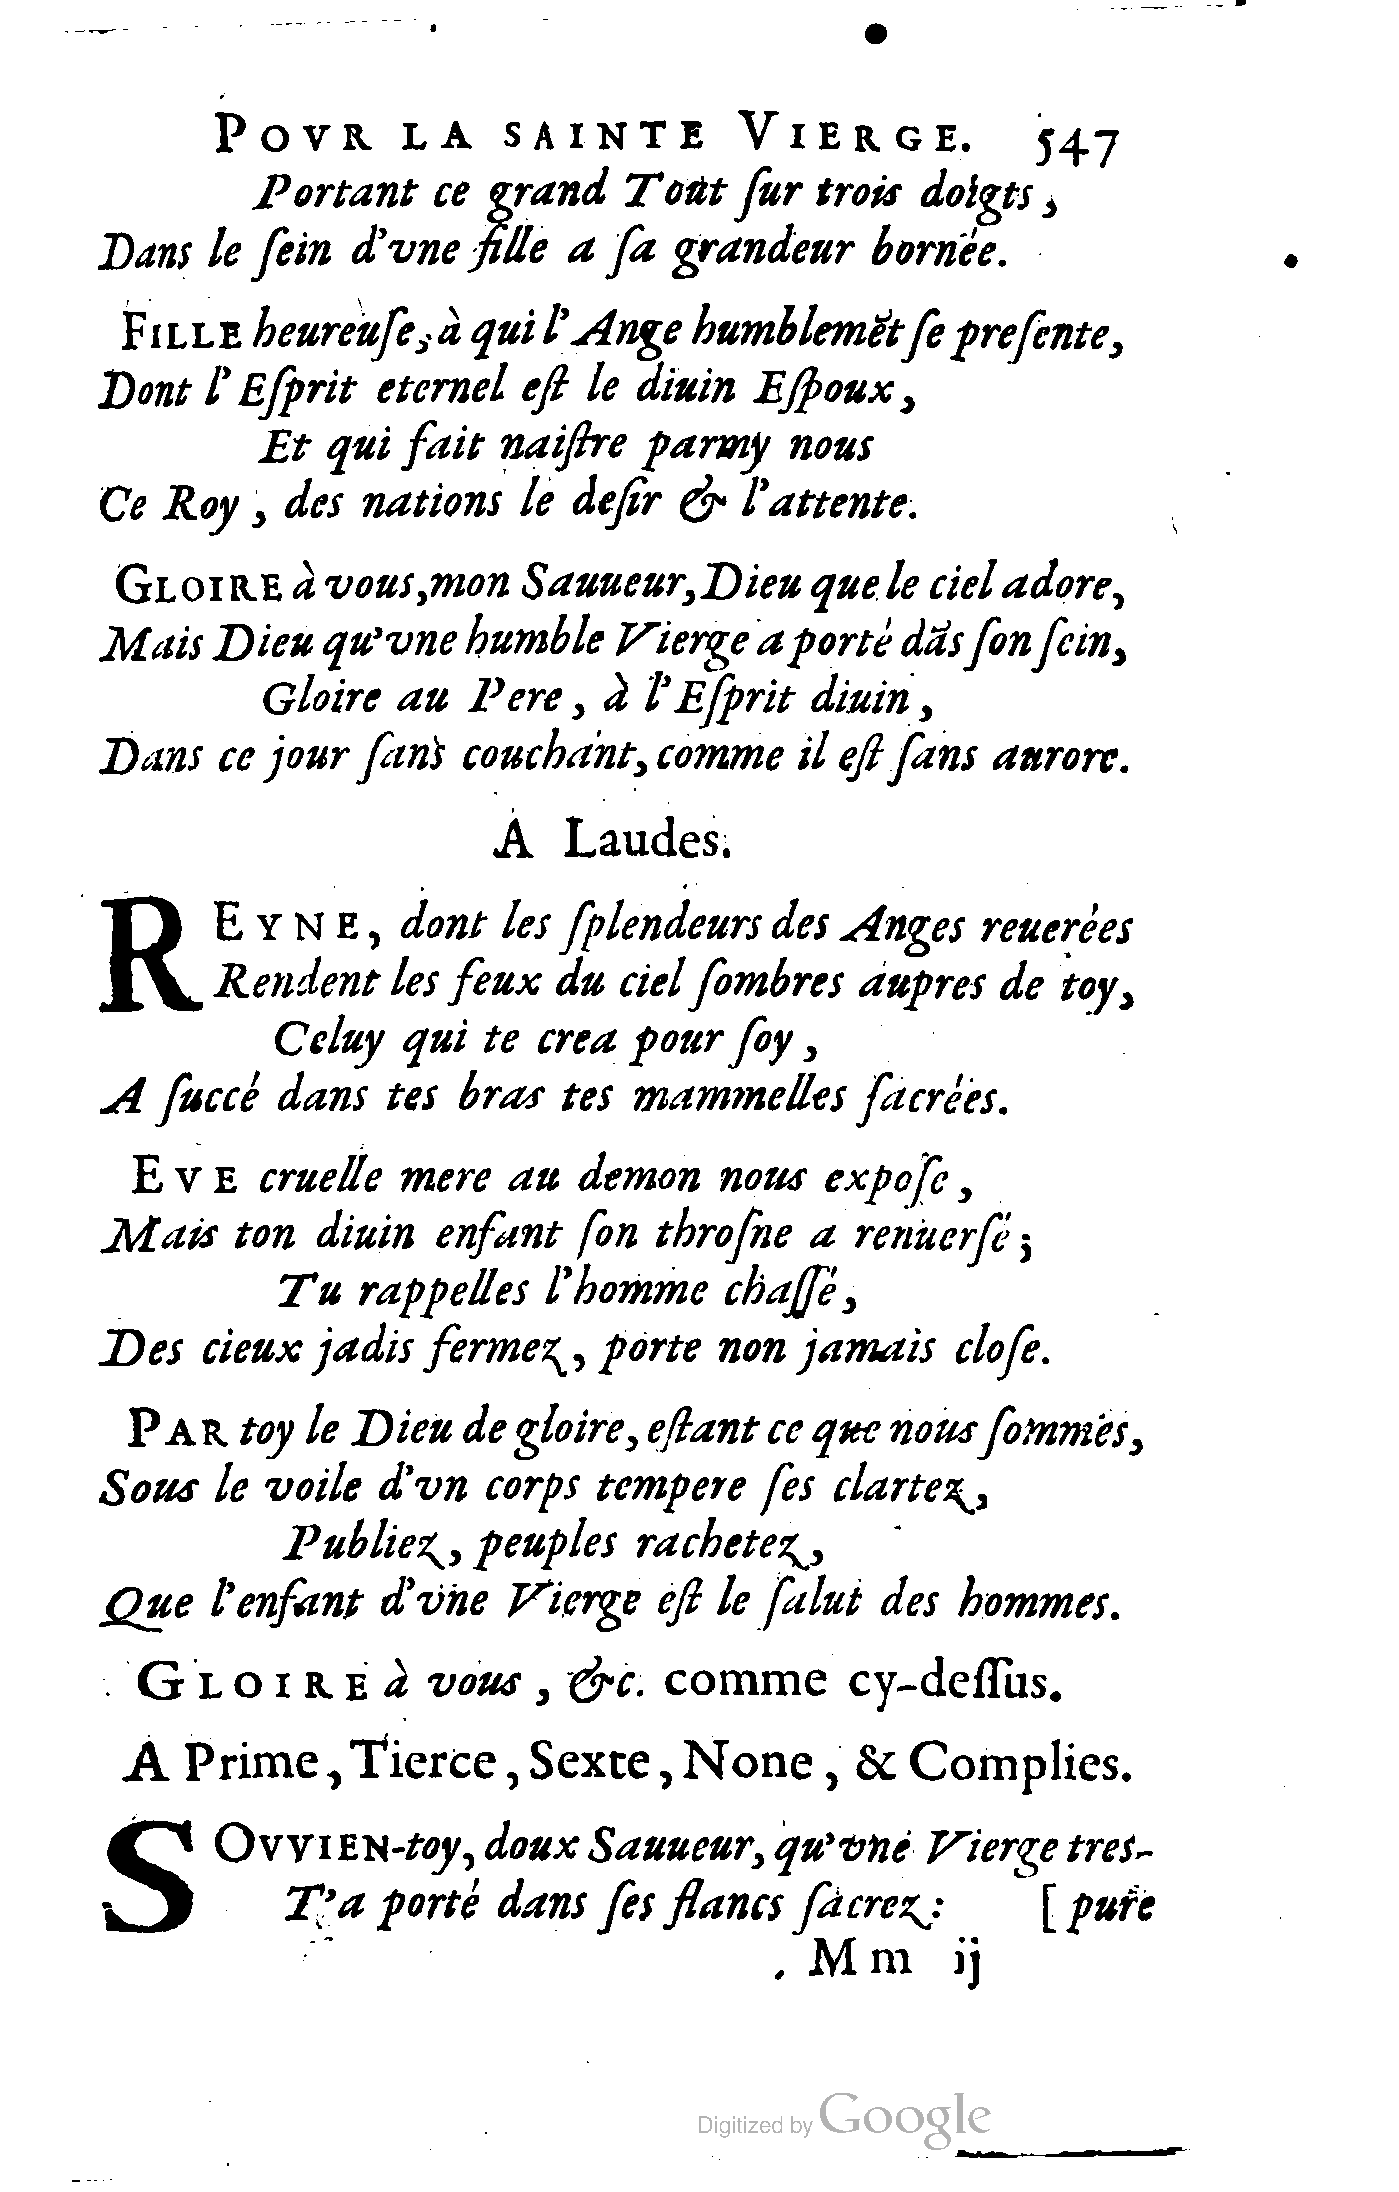 POVR LA SAINTE VIERGE. 547
Portant ce grand Tout ſur trois doigts,
Dans le ſein d'vne fille a ſa grandeur bornée.
FILLE heureuſe, à qui l'Ange humblemẽt ſe preſente,
Dont l'Eſprit eternel eſt le diuin Eſpoux,
Et qui fait naiſtre parmy nous
Ce Roy, des nations le deſir & l'attente.
GLOIRE à vous, mon Sauueur, Dieu que le ciel adore,
Mais Dieu qu'vne humble Vierge a porté dãs ſon ſein,
Gloire au Pere, à l'Eſprit diuin,
Dans ce jour ſans couchant, comme il eſt ſans aurore.
A Laudes.
REYNE, dont les ſplendeurs des Anges reuerées
Rendent les feux du ciel ſombres aupres de toy,
Celuy qui te crea pour ſoy,
A ſuccé dans tes bras tes mammelles ſacrées.
EVE cruelle mere au demon nous expoſe,
Mais ton diuin enfant ſon throſne a renuerſé;
Tu rappelles l'homme chaſſé,
Des cieux jadis fermez, porte non jamais cloſe.
PAR toy le Dieu de gloire, eſtant ce que nous ſommes,
Sous le voile d'vn corps tempere ſes clartez,
Publiez, peuples rachetez,
Que l'enfant d'vne Vierge eſt le ſalut des hommes.
GLOIRE à vous, &c. comme cy-deſſus.
A Prime, Tierce, Sexte, None, & Complies.
SOVVIEN-toy, doux Sauueur, qu'vne Vierge tres-
T'a porté dans ſes flancs ſacrez: [pure
Mm ij
Digitized by Google